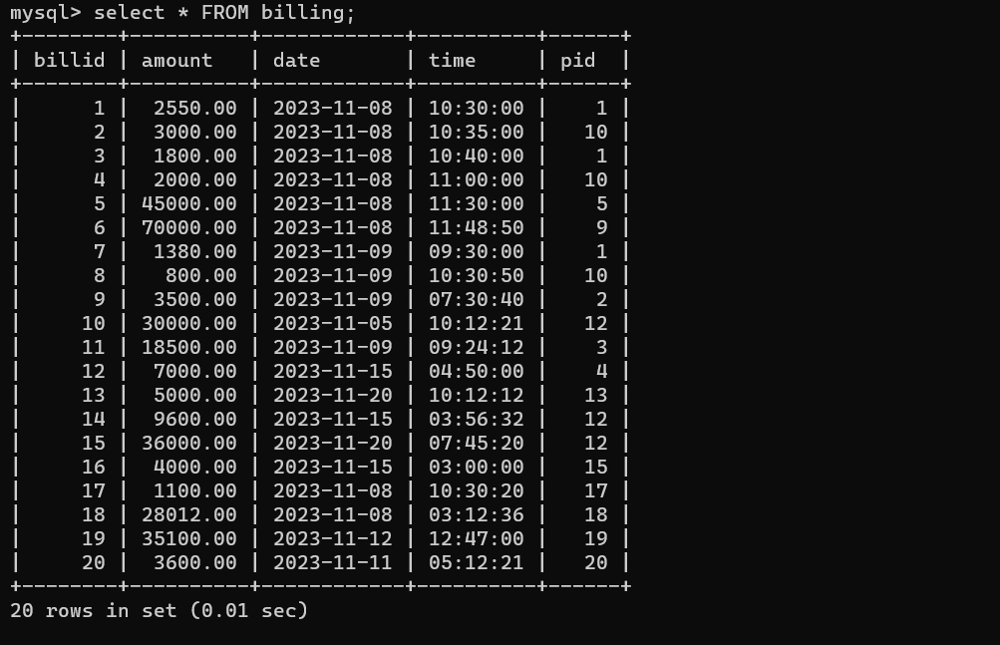 mysql> select * FROM billing;
+--------+----------+------------+----------+------+
| billid | amount   | date       | time     | pid  |
+--------+----------+------------+----------+------+
|      1 |  2550.00 | 2023-11-08 | 10:30:00 |    1 |
|      2 |  3000.00 | 2023-11-08 | 10:35:00 |   10 |
|      3 |  1800.00 | 2023-11-08 | 10:40:00 |    1 |
|      4 |  2000.00 | 2023-11-08 | 11:00:00 |   10 |
|      5 | 45000.00 | 2023-11-08 | 11:30:00 |    5 |
|      6 | 70000.00 | 2023-11-08 | 11:48:50 |    9 |
|      7 |  1380.00 | 2023-11-09 | 09:30:00 |    1 |
|      8 |   800.00 | 2023-11-09 | 10:30:50 |   10 |
|      9 |  3500.00 | 2023-11-09 | 07:30:40 |    2 |
|     10 | 30000.00 | 2023-11-05 | 10:12:21 |   12 |
|     11 | 18500.00 | 2023-11-09 | 09:24:12 |    3 |
|     12 |  7000.00 | 2023-11-15 | 04:50:00 |    4 |
|     13 |  5000.00 | 2023-11-20 | 10:12:12 |   13 |
|     14 |  9600.00 | 2023-11-15 | 03:56:32 |   12 |
|     15 | 36000.00 | 2023-11-20 | 07:45:20 |   12 |
|     16 |  4000.00 | 2023-11-15 | 03:00:00 |   15 |
|     17 |  1100.00 | 2023-11-08 | 10:30:20 |   17 |
|     18 | 28012.00 | 2023-11-08 | 03:12:36 |   18 |
|     19 | 35100.00 | 2023-11-12 | 12:47:00 |   19 |
|     20 |  3600.00 | 2023-11-11 | 05:12:21 |   20 |
+--------+----------+------------+----------+------+
20 rows in set (0.01 sec)